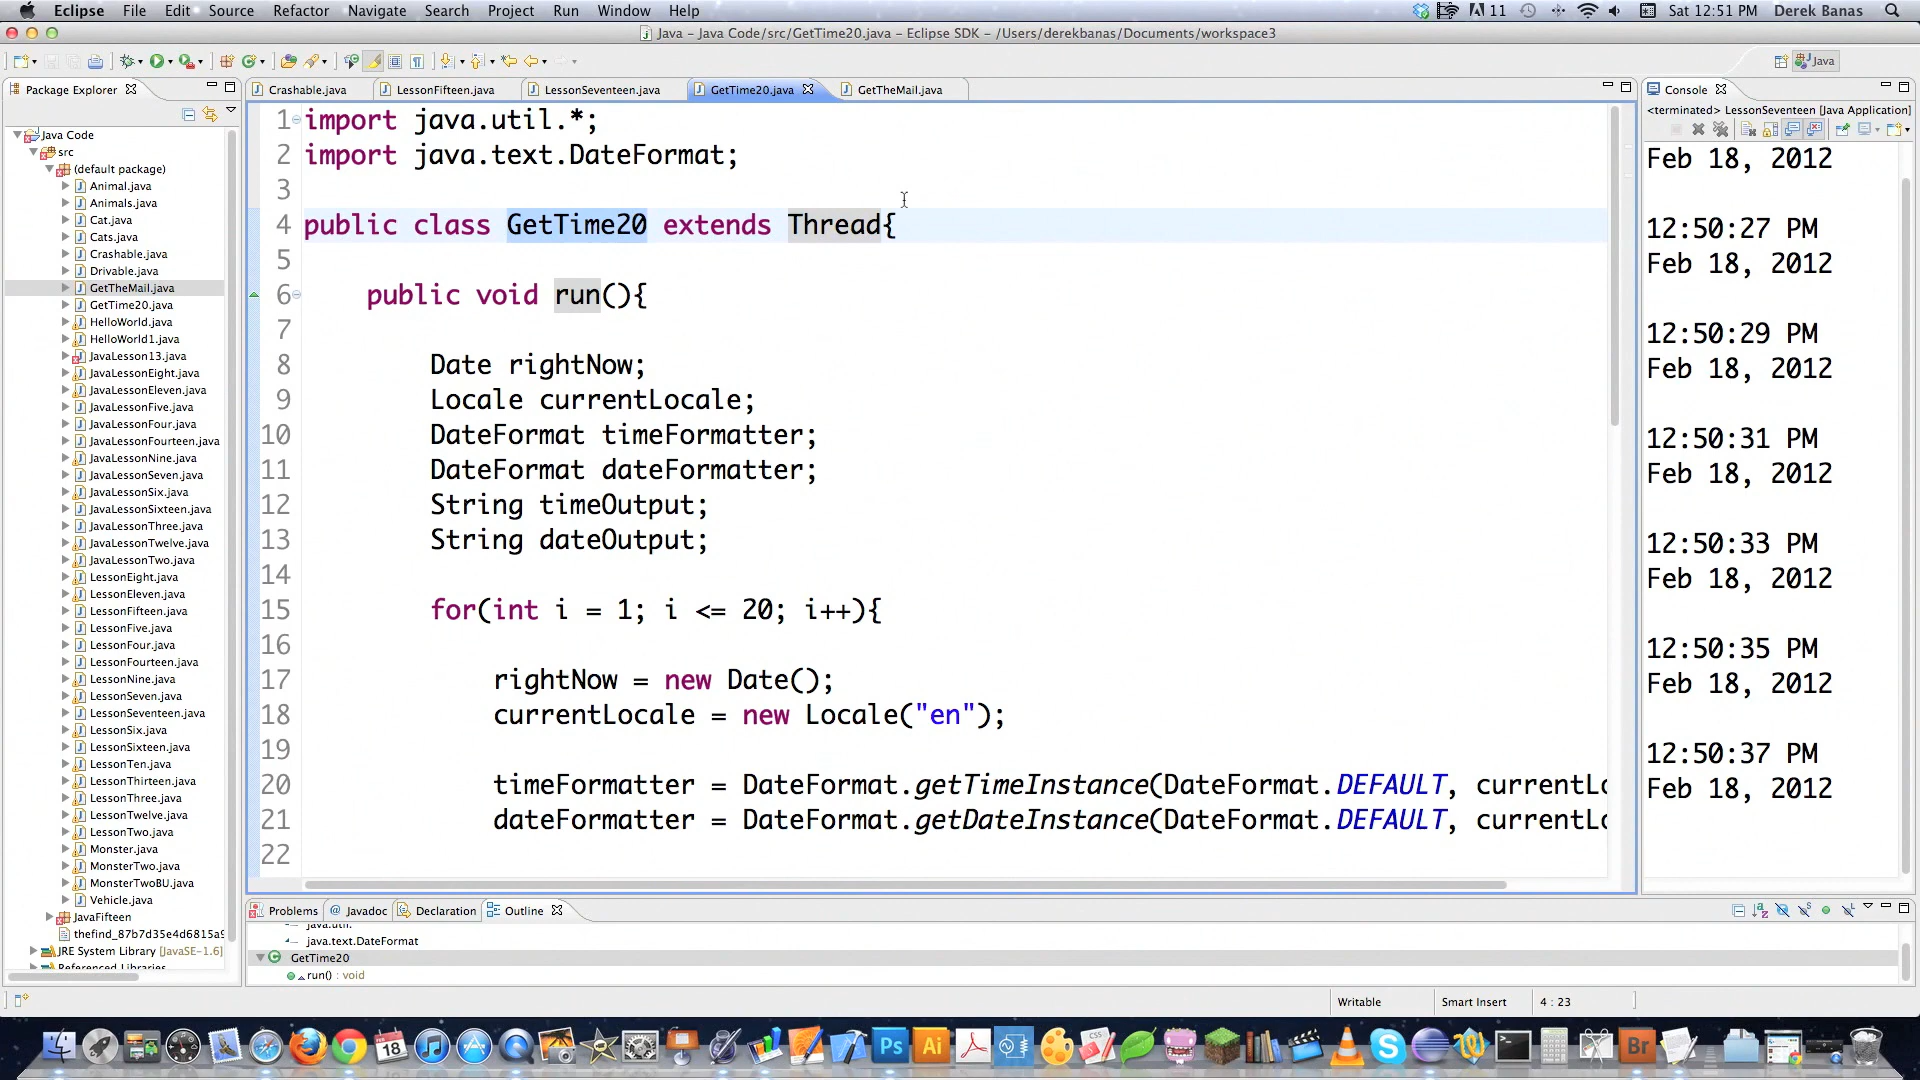 Eclipse File Edit Source Refactor Navigate Search Project Run Window Help 11 Sat 12:51 PM Derek Banas
Java – Java Code/src/GetTime20.java – Eclipse SDK – /Users/derekbanas/Documents/workspace3
Java
Package Explorer
Crashable.java LessonFifteen.java LessonSeventeen.java GetTime20.java GetTheMail.java
Console
<terminated> LessonSeventeen [Java Application]
Java Code
src
(default package)
Animal.java
Animals.java
Cat.java
Cats.java
Crashable.java
Drivable.java
GetTheMail.java
GetTime20.java
HelloWorld.java
HelloWorld1.java
JavaLesson13.java
JavaLessonEight.java
JavaLessonEleven.java
JavaLessonFive.java
JavaLessonFour.java
JavaLessonFourteen.java
JavaLessonNine.java
JavaLessonSeven.java
JavaLessonSix.java
JavaLessonSixteen.java
JavaLessonThree.java
JavaLessonTwelve.java
JavaLessonTwo.java
LessonEight.java
LessonEleven.java
LessonFifteen.java
LessonFive.java
LessonFour.java
LessonFourteen.java
LessonNine.java
LessonSeven.java
LessonSeventeen.java
LessonSix.java
LessonSixteen.java
LessonTen.java
LessonThirteen.java
LessonThree.java
LessonTwelve.java
LessonTwo.java
Monster.java
MonsterTwo.java
MonsterTwoBU.java
Vehicle.java
JavaFifteen
thefind_87b7d35e4d6815a9
JRE System Library [JavaSE-1.6]
Referenced Libraries
1 import java.util.*;
2 import java.text.DateFormat;
3
4 public class GetTime20 extends Thread{
5
6 public void run(){
7
8 Date rightNow;
9 Locale currentLocale;
10 DateFormat timeFormatter;
11 DateFormat dateFormatter;
12 String timeOutput;
13 String dateOutput;
14
15 for(int i = 1; i <= 20; i++){
16
17 rightNow = new Date();
18 currentLocale = new Locale("en");
19
20 timeFormatter = DateFormat.getTimeInstance(DateFormat.DEFAULT, currentLo
21 dateFormatter = DateFormat.getDateInstance(DateFormat.DEFAULT, currentLo
22
Feb 18, 2012
12:50:27 PM
Feb 18, 2012
12:50:29 PM
Feb 18, 2012
12:50:31 PM
Feb 18, 2012
12:50:33 PM
Feb 18, 2012
12:50:35 PM
Feb 18, 2012
12:50:37 PM
Feb 18, 2012
Problems @ Javadoc Declaration Outline
java.util.
java.text.DateFormat
GetTime20
run() : void
Writable Smart Insert 4 : 23
18 Ps Ai CSS Br